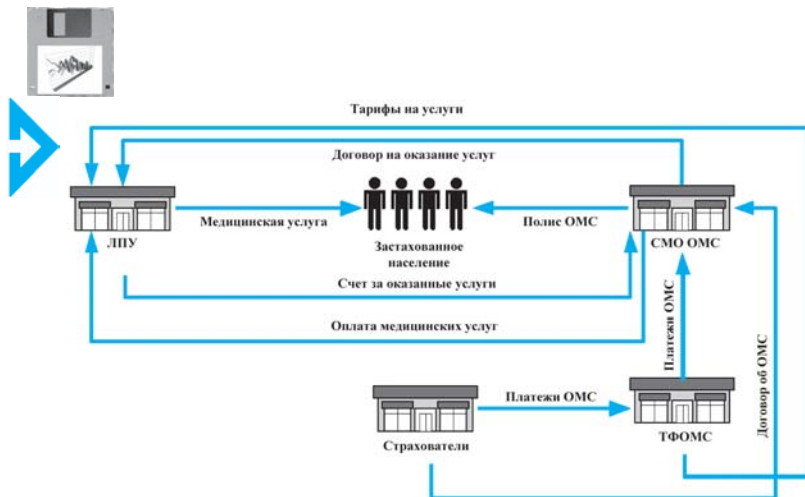 Тарифы на услуги
Договор на оказание услуг
Медицинская услуга
Полис ОМС
ЛПУ
Застахованное
население
СМО ОМС
Счет за оказанные услуги
Оплата медицинских услуг
Платежи ОМС
Договор об ОМС
Платежи ОМС
Страхователи
ТФОМС